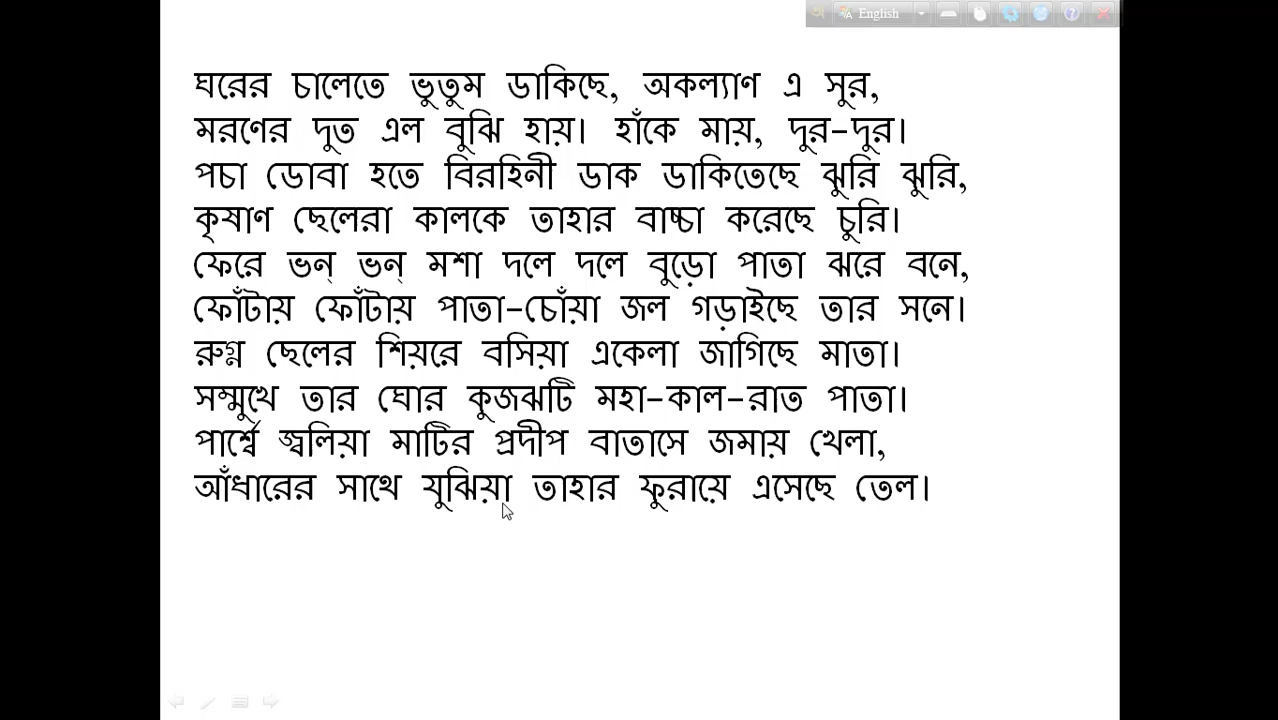 English
ঘরের চালেতে ভুতুম ডাকিছে, অকল্যাণ এ সুর,
মরণের দুত এল বুঝি হায়। হাঁকে মায়, দুর-দুর।
পচা ডোবা হতে বিরহিনী ডাক ডাকিতেছে ঝুরি ঝুরি,
কৃষাণ ছেলেরা কালকে তাহার বাচ্চা করেছে চুরি।
ফেরে ভন্ ভন্ মশা দলে দলে বুড়ো পাতা ঝরে বনে,
ফোঁটায় ফোঁটায় পাতা-চোঁয়া জল গড়াইছে তার সনে।
রুগ্ন ছেলের শিয়রে বসিয়া একেলা জাগিছে মাতা।
সম্মুখে তার ঘোর কুজঝটি মহা-কাল-রাত পাতা।
পার্শ্বে জ্বলিয়া মাটির প্রদীপ বাতাসে জমায় খেলা,
আঁধারের সাথে যুঝিয়া তাহার ফুরায়ে এসেছে তেল।